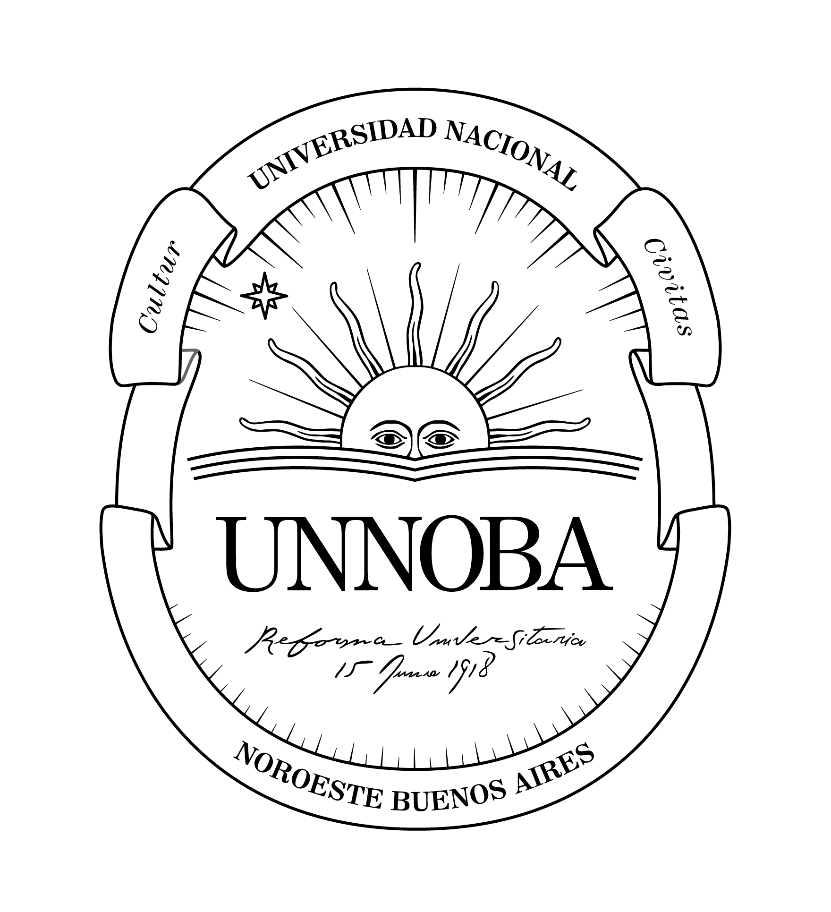 UNIVERSIDAD NACIONAL
Cultur
Civitas
UNNOBA
Reforma Universitaria
15 Junio 1918
NOROESTE BUENOS AIRES